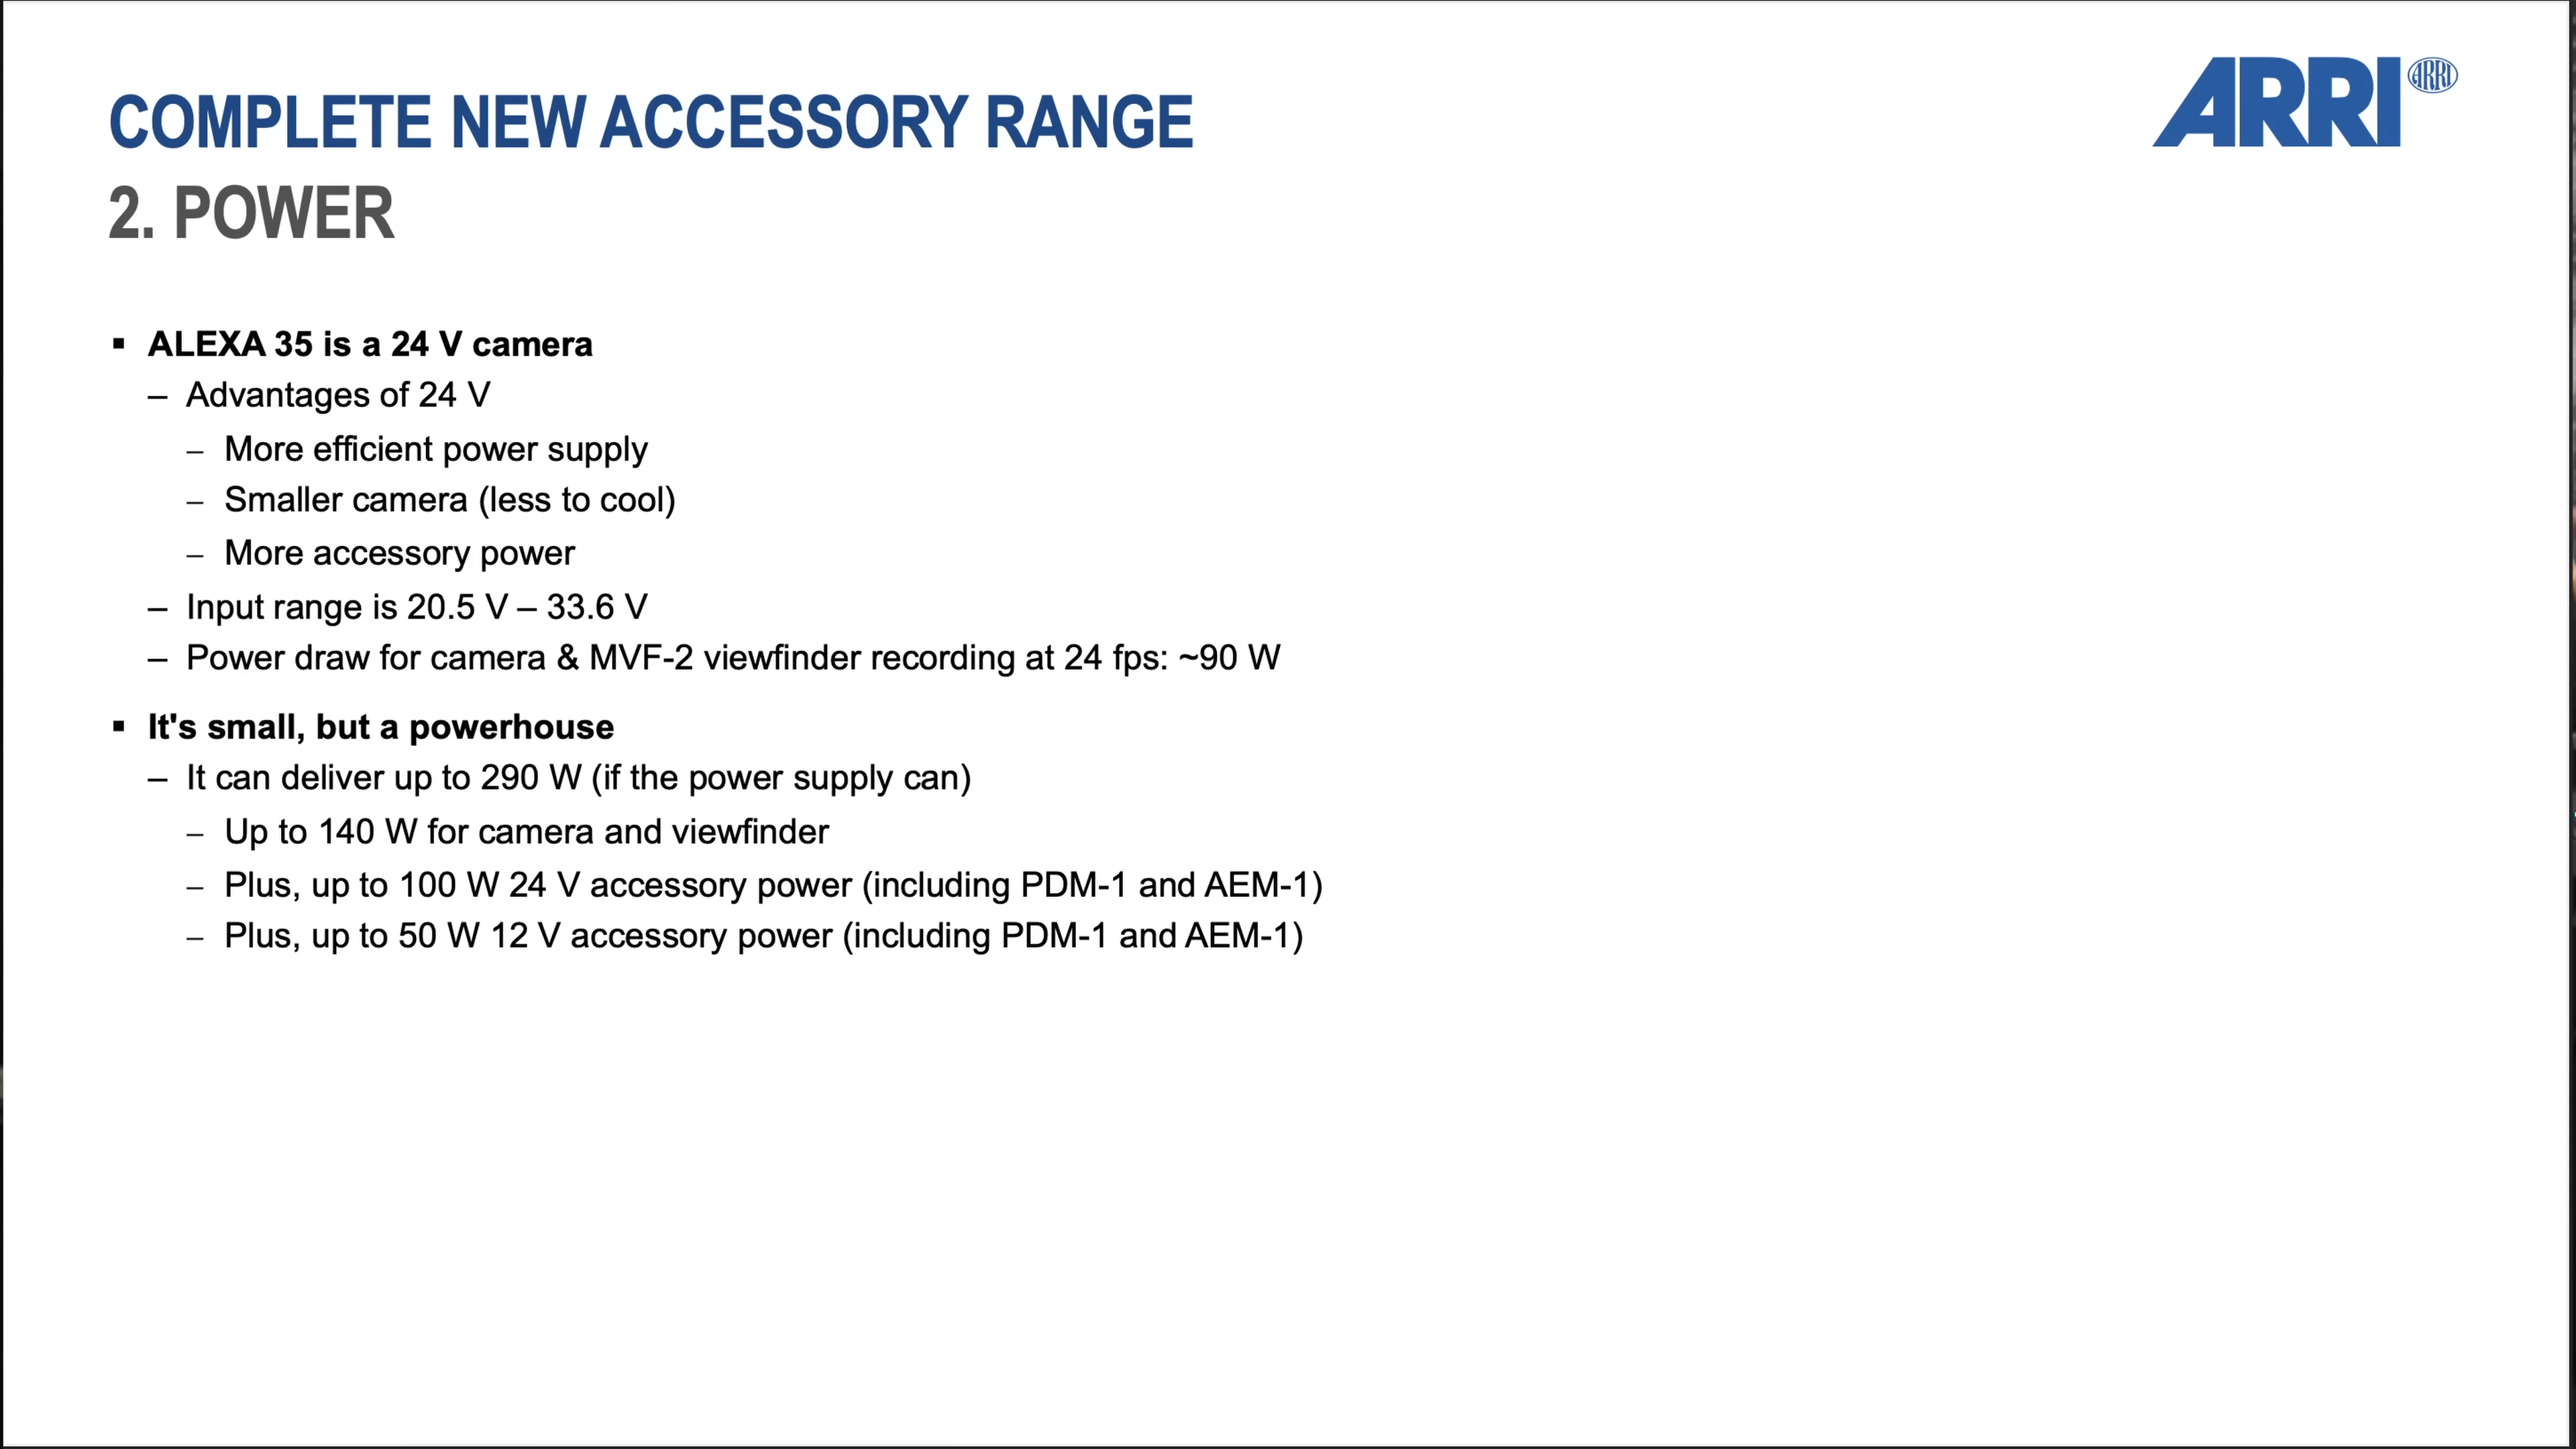 COMPLETE NEW ACCESSORY RANGE
ARRI
ARRI
2. POWER
▪ ALEXA 35 is a 24 V camera
– Advantages of 24 V
– More efficient power supply
– Smaller camera (less to cool)
– More accessory power
– Input range is 20.5 V – 33.6 V
– Power draw for camera & MVF-2 viewfinder recording at 24 fps: ~90 W
▪ It's small, but a powerhouse
– It can deliver up to 290 W (if the power supply can)
– Up to 140 W for camera and viewfinder
– Plus, up to 100 W 24 V accessory power (including PDM-1 and AEM-1)
– Plus, up to 50 W 12 V accessory power (including PDM-1 and AEM-1)